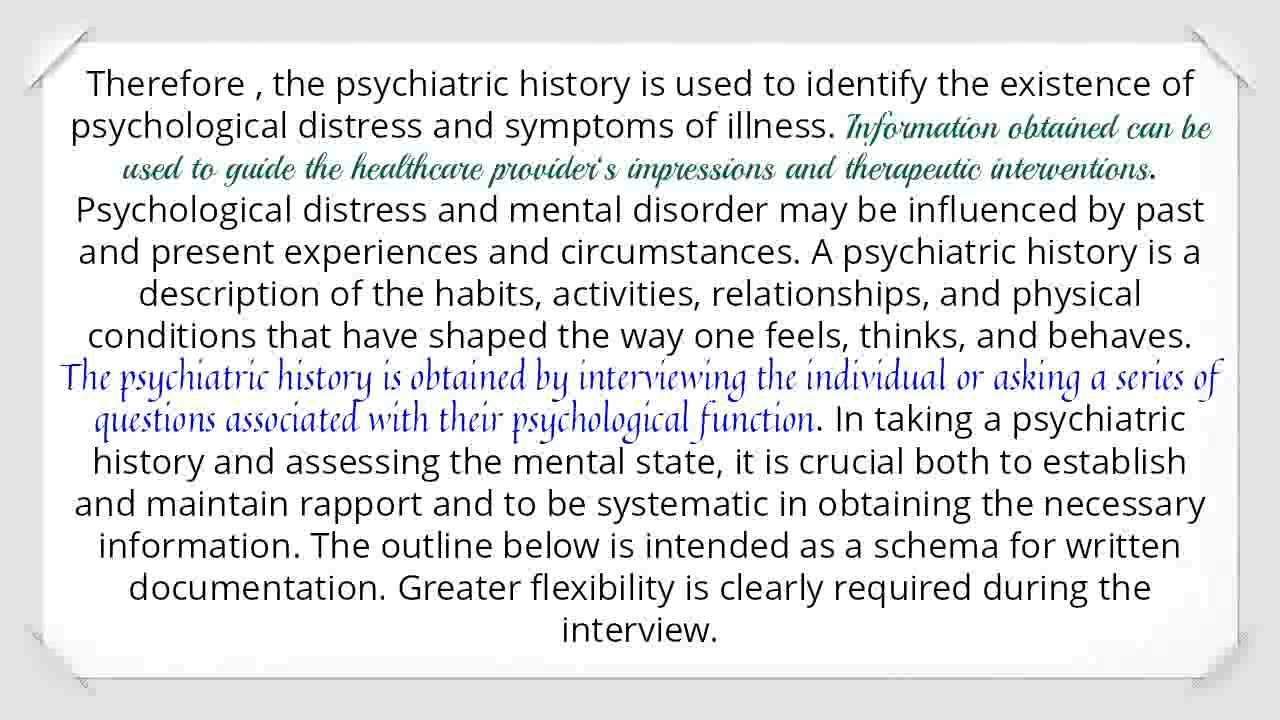 Therefore , the psychiatric history is used to identify the existence of
psychological distress and symptoms of illness. Information obtained can be
used to guide the healthcare provider's impressions and therapeutic interventions.
Psychological distress and mental disorder may be influenced by past
and present experiences and circumstances. A psychiatric history is a
description of the habits, activities, relationships, and physical
conditions that have shaped the way one feels, thinks, and behaves.
The psychiatric history is obtained by interviewing the individual or asking a series of
questions associated with their psychological function. In taking a psychiatric
history and assessing the mental state, it is crucial both to establish
and maintain rapport and to be systematic in obtaining the necessary
information. The outline below is intended as a schema for written
documentation. Greater flexibility is clearly required during the
interview.